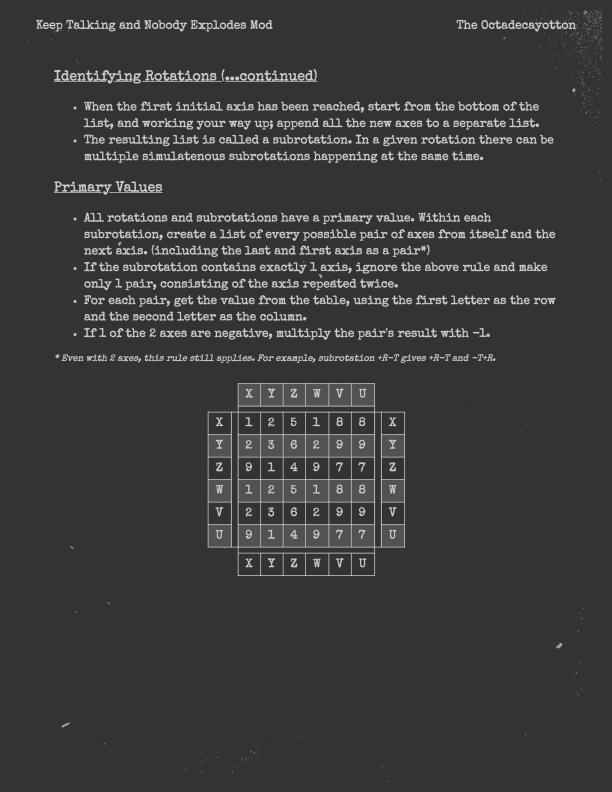 Keep Talking and Nobody Explodes Mod The Octadecayotton
Identifying Rotations (...continued)
• When the first initial axis has been reached, start from the bottom of the
list, and working your way up; append all the new axes to a separate list.
• The resulting list is called a subrotation. In a given rotation there can be
multiple simulatenous subrotations happening at the same time.
Primary Values
• All rotations and subrotations have a primary value. Within each
subrotation, create a list of every possible pair of axes from itself and the
next axis. (including the last and first axis as a pair*)
• If the subrotation contains exactly 1 axis, ignore the above rule and make
only 1 pair, consisting of the axis repeated twice.
• For each pair, get the value from the table, using the first letter as the row
and the second letter as the column.
• If 1 of the 2 axes are negative, multiply the pair's result with -1.
* Even with 2 axes, this rule still applies. For example, subrotation +R-T gives +R-T and -T+R.
X Y Z W V U
X 1 2 5 1 8 8 X
Y 2 3 6 2 9 9 Y
Z 9 1 4 9 7 7 Z
W 1 2 5 1 8 8 W
V 2 3 6 2 9 9 V
U 9 1 4 9 7 7 U
X Y Z W V U